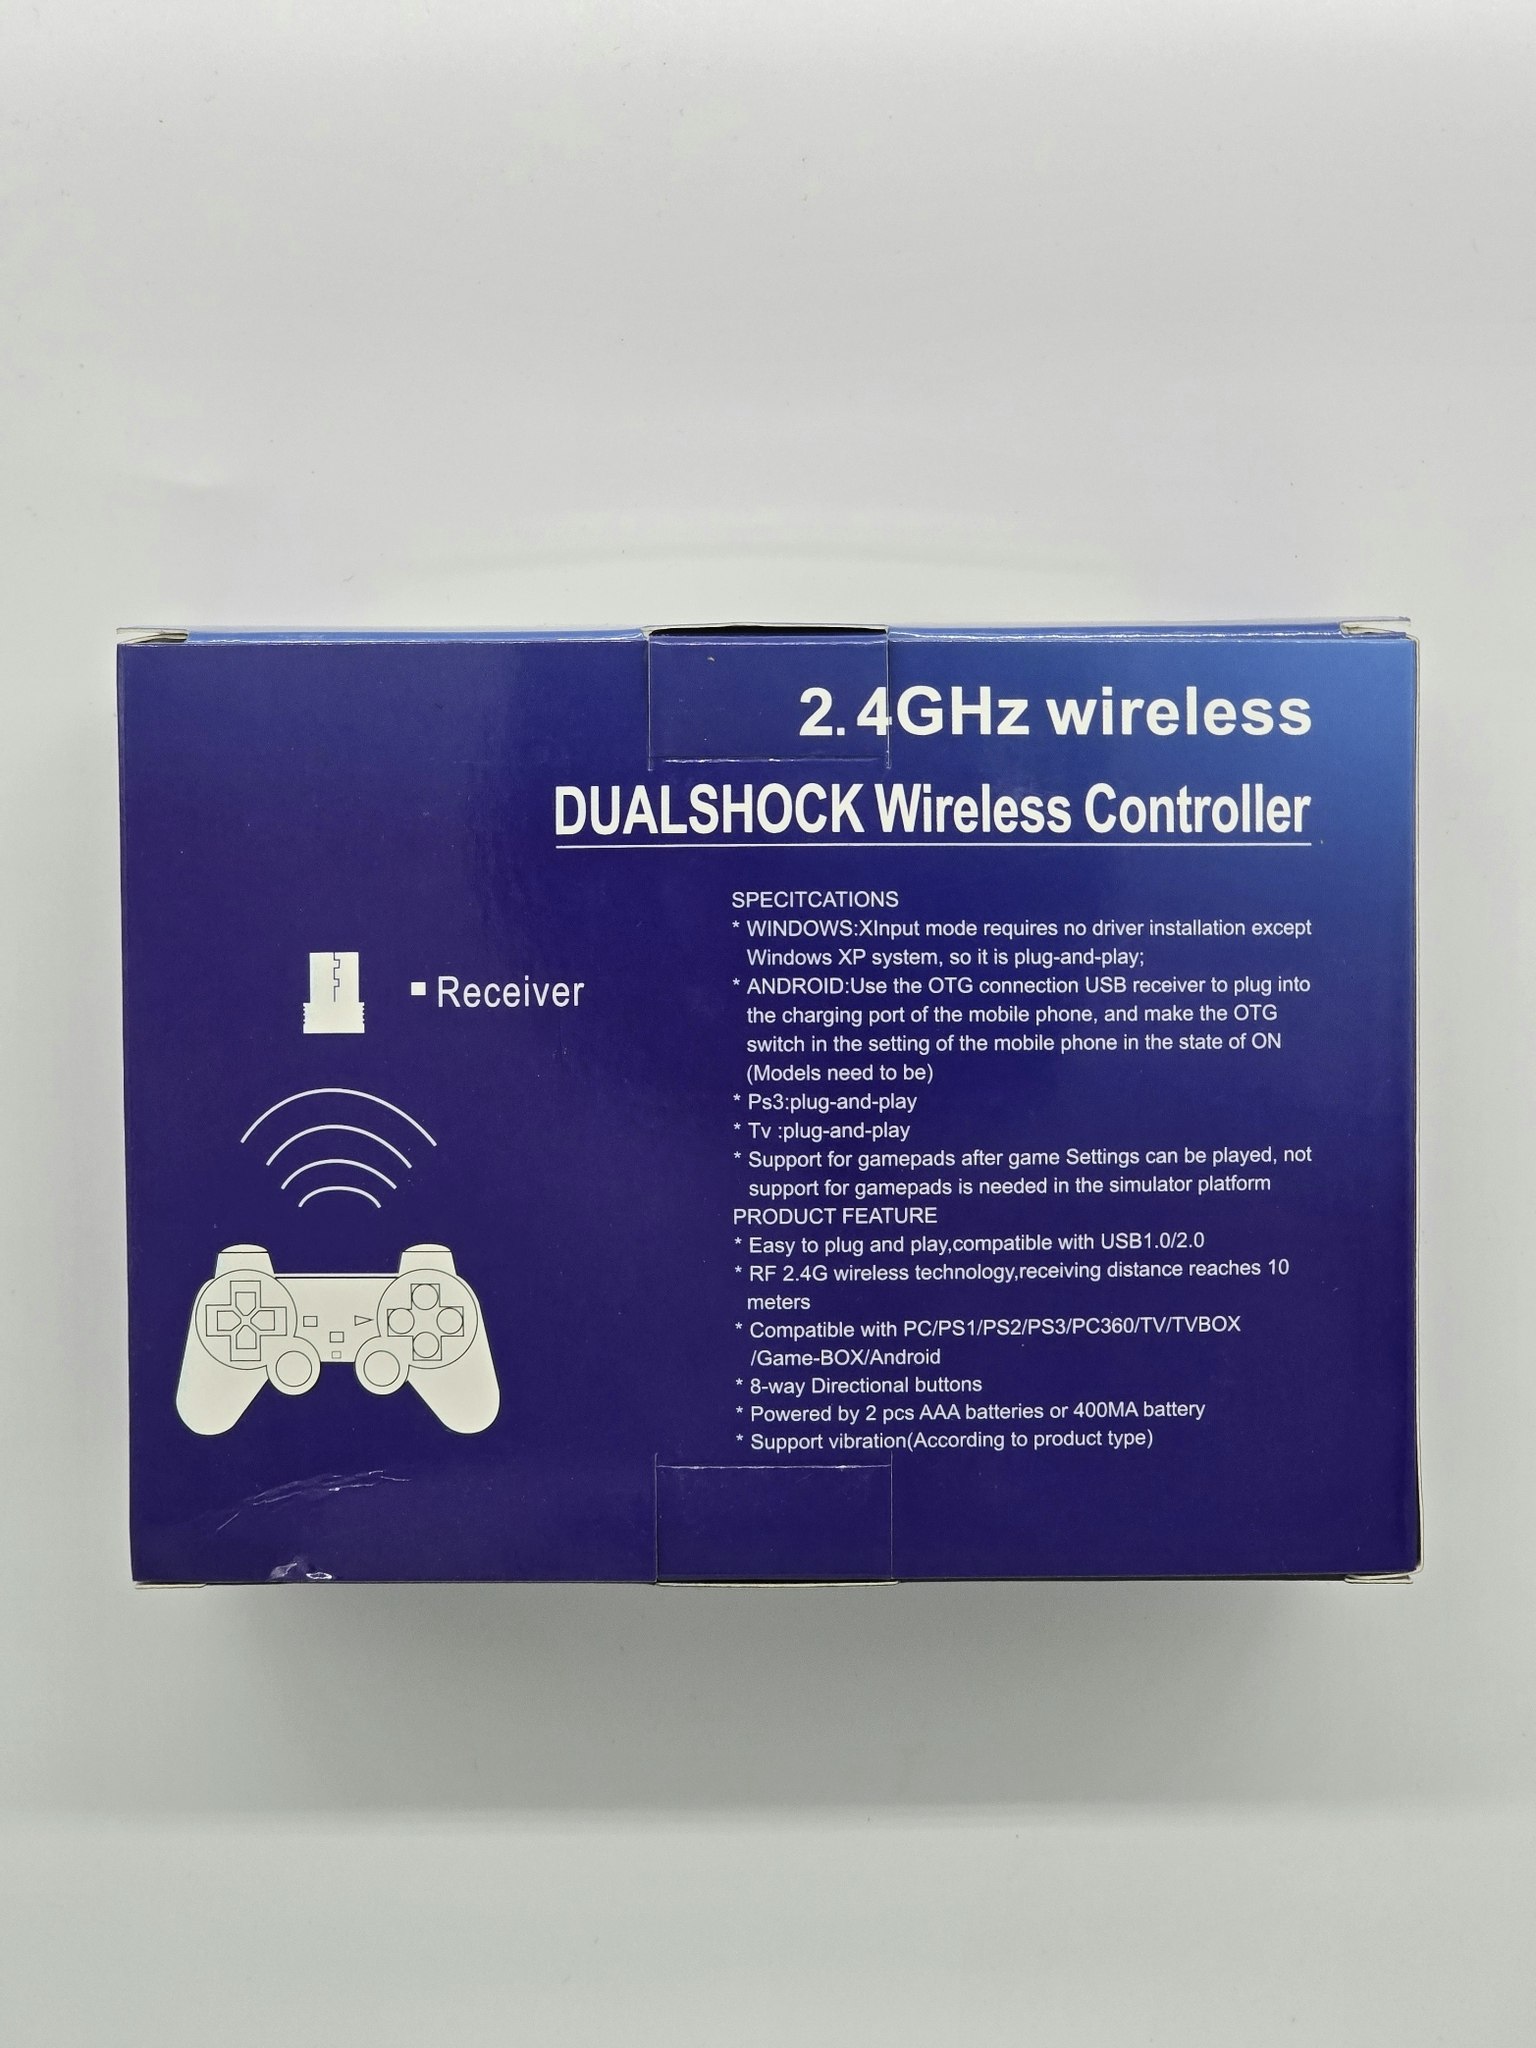 2.4GHz wireless
DUALSHOCK Wireless Controller
Receiver
SPECITCATIONS
* WINDOWS:XInput mode requires no driver installation except
Windows XP system, so it is plug-and-play;
* ANDROID:Use the OTG connection USB receiver to plug into
the charging port of the mobile phone, and make the OTG
switch in the setting of the mobile phone in the state of ON
(Models need to be)
* Ps3:plug-and-play
* Tv :plug-and-play
* Support for gamepads after game Settings can be played, not
support for gamepads is needed in the simulator platform
PRODUCT FEATURE
* Easy to plug and play,compatible with USB1.0/2.0
* RF 2.4G wireless technology,receiving distance reaches 10
meters
* Compatible with PC/PS1/PS2/PS3/PC360/TV/TVBOX
/Game-BOX/Android
* 8-way Directional buttons
* Powered by 2 pcs AAA batteries or 400MA battery
* Support vibration(According to product type)